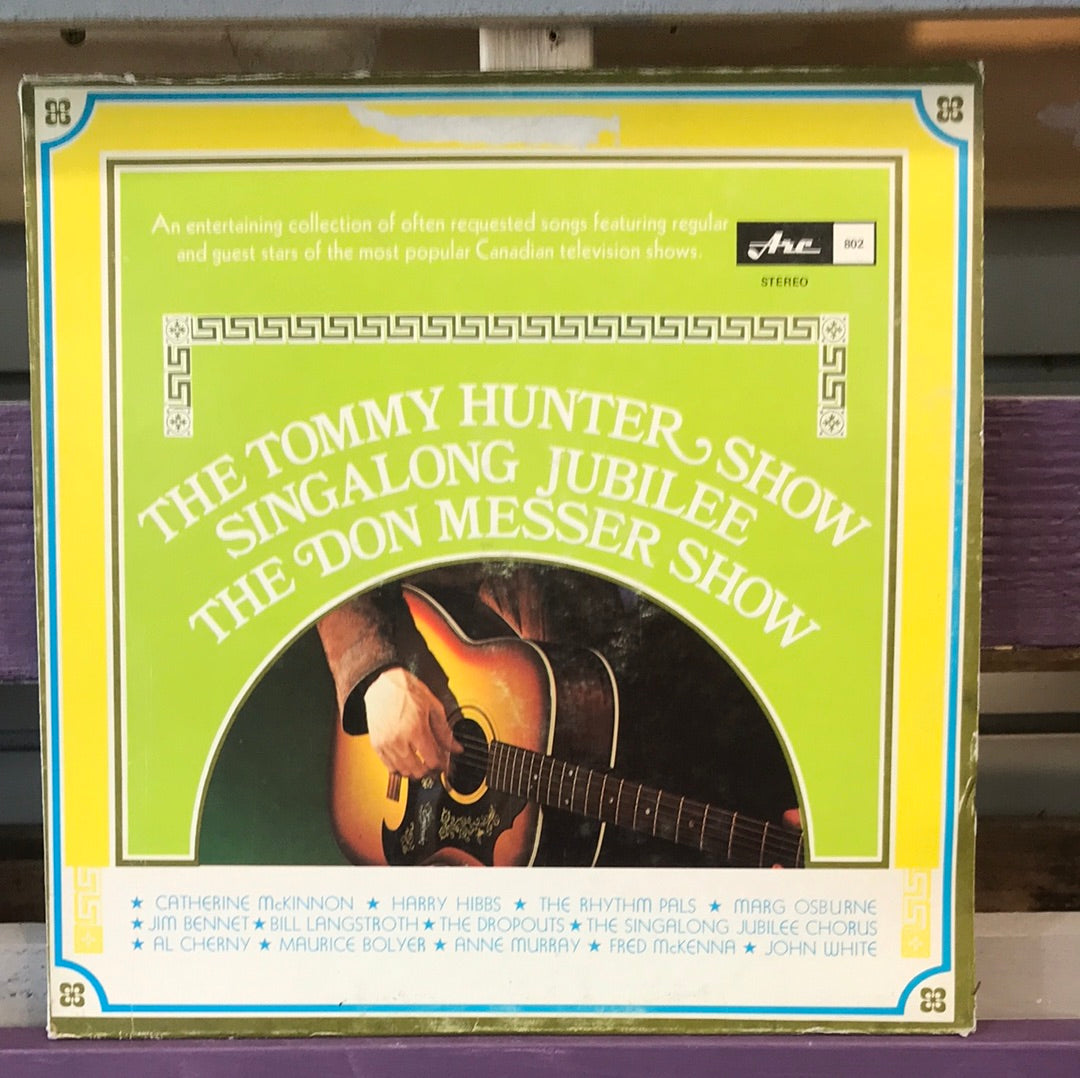 An entertaining collection of often requested songs featuring regular
and guest stars of the most popular Canadian television shows.
Arc 802
STEREO
THE TOMMY HUNTER SHOW
SINGALONG JUBILEE
THE DON MESSER SHOW
★ CATHERINE McKINNON ★ HARRY HIBBS ★ THE RHYTHM PALS ★ MARG OSBURNE
★ JIM BENNET ★ BILL LANGSTROTH ★ THE DROPOUTS ★ THE SINGALONG JUBILEE CHORUS
★ AL CHERNY ★ MAURICE BOLYER ★ ANNE MURRAY ★ FRED McKENNA ★ JOHN WHITE